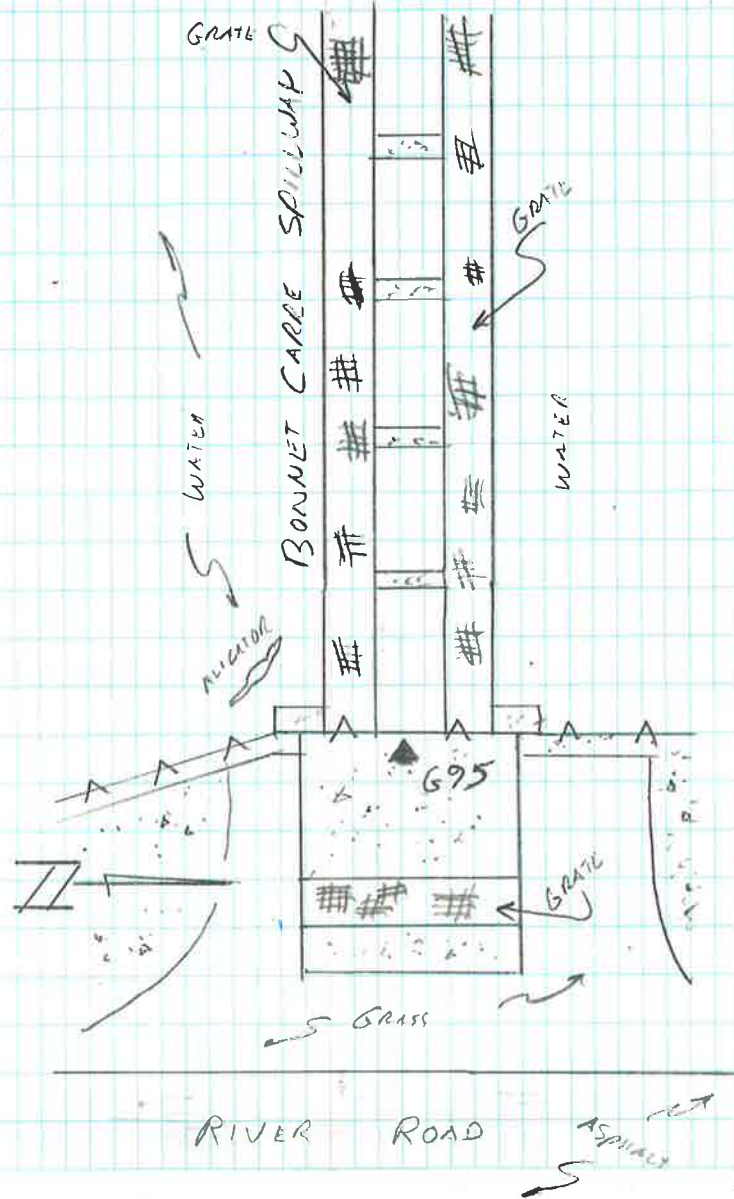 GRATE
BONNET CARRE SPILLWAY
GRATE
WATER
WATER
ALIGATOR
G95
N
GRATE
GRASS
RIVER ROAD
ASPHALT